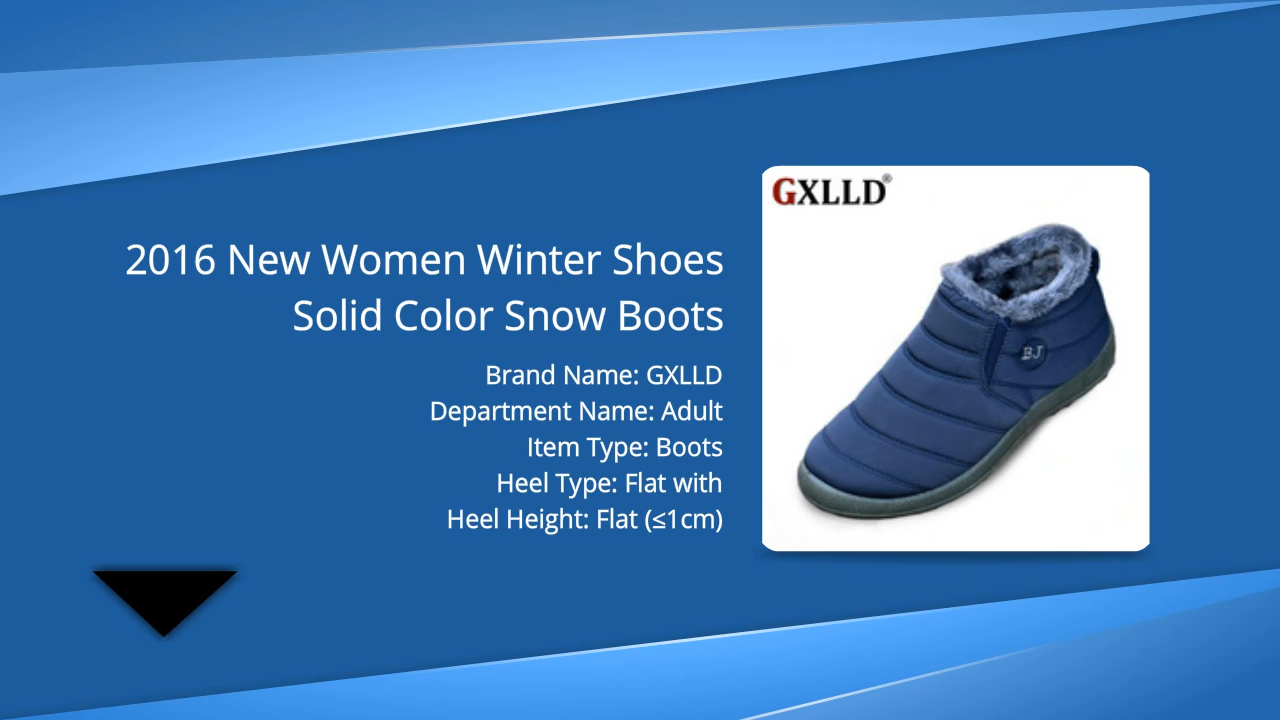 GXLLD®
2016 New Women Winter Shoes
Solid Color Snow Boots
Brand Name: GXLLD
Department Name: Adult
Item Type: Boots
Heel Type: Flat with
Heel Height: Flat (≤1cm)
BJ